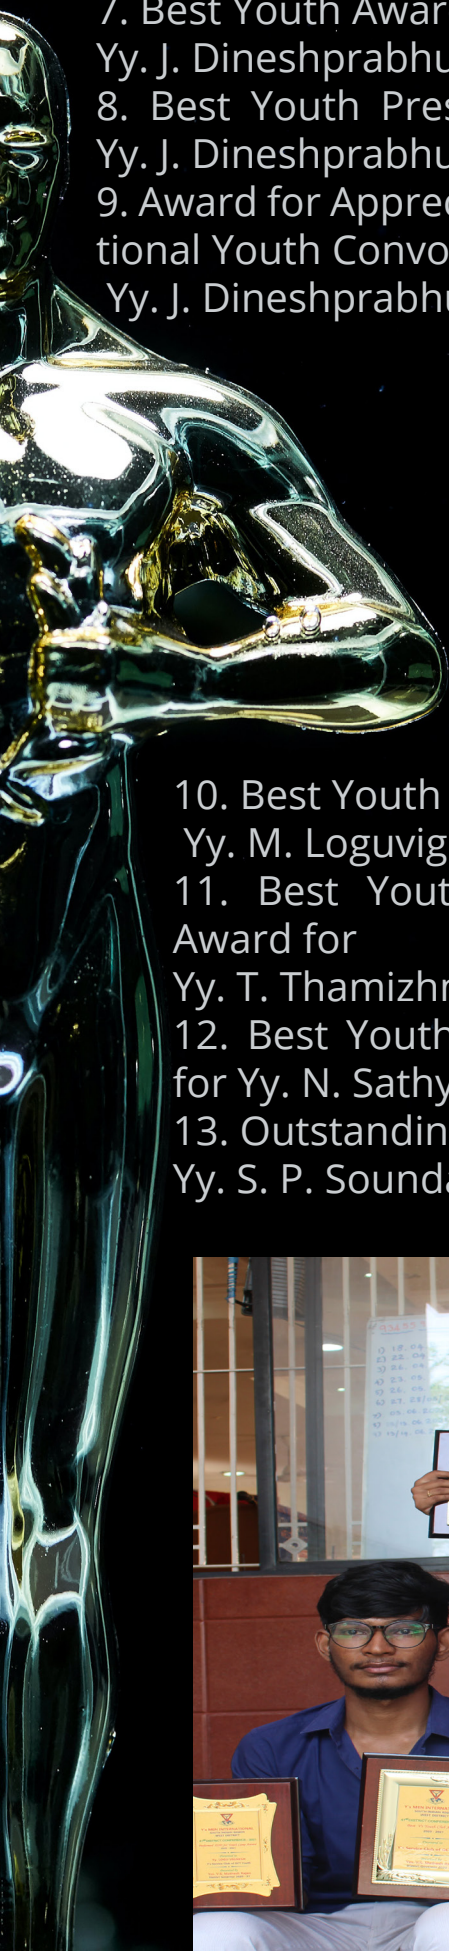 7. Best Youth Awar
Yy. J. Dineshprabhu
8. Best Youth Pres
Yy. J. Dineshprabhu
9. Award for Apprec
tional Youth Convo
Yy. J. Dineshprabhu
10. Best Youth
Yy. M. Loguvig
11. Best Yout
Award for
Yy. T. Thamizhn
12. Best Youth
for Yy. N. Sathy
13. Outstandin
Yy. S. P. Sounda